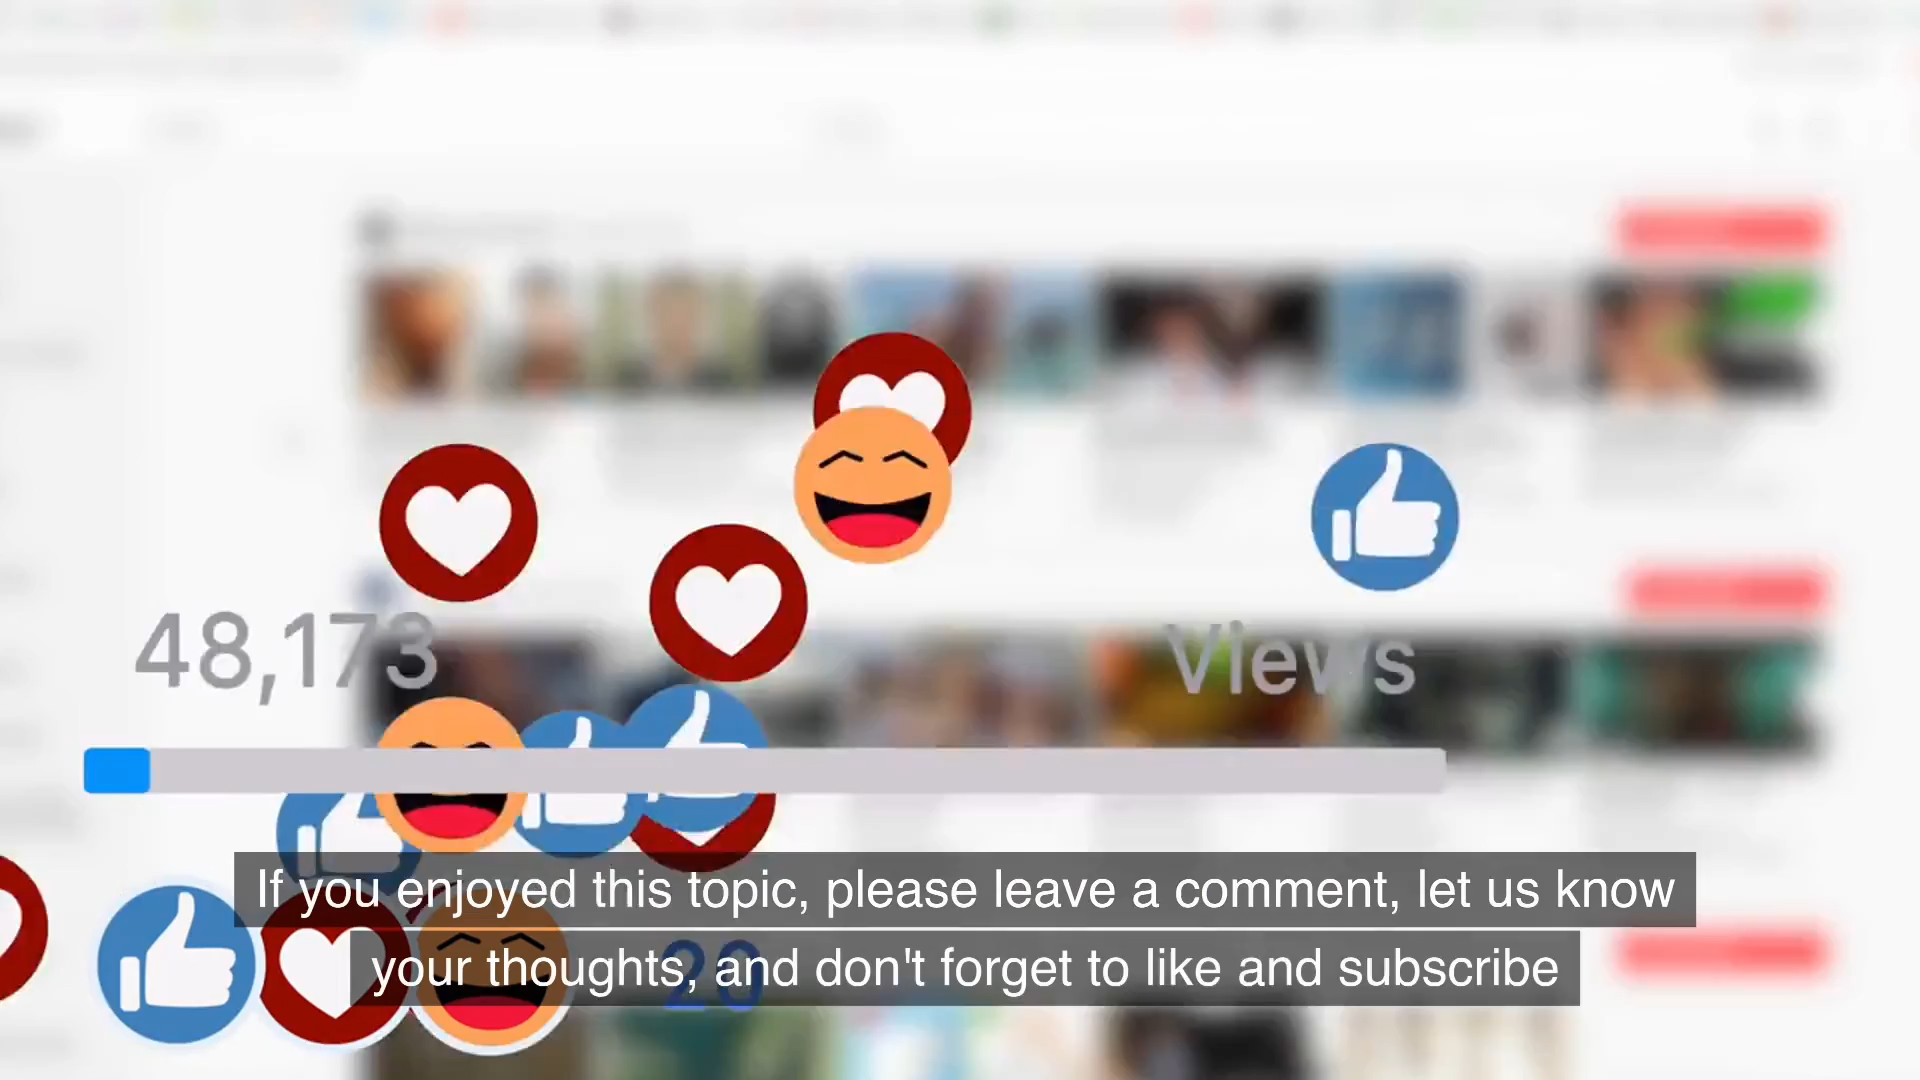 48,173 Views
If you enjoyed this topic, please leave a comment, let us know
your thoughts, and don't forget to like and subscribe
20